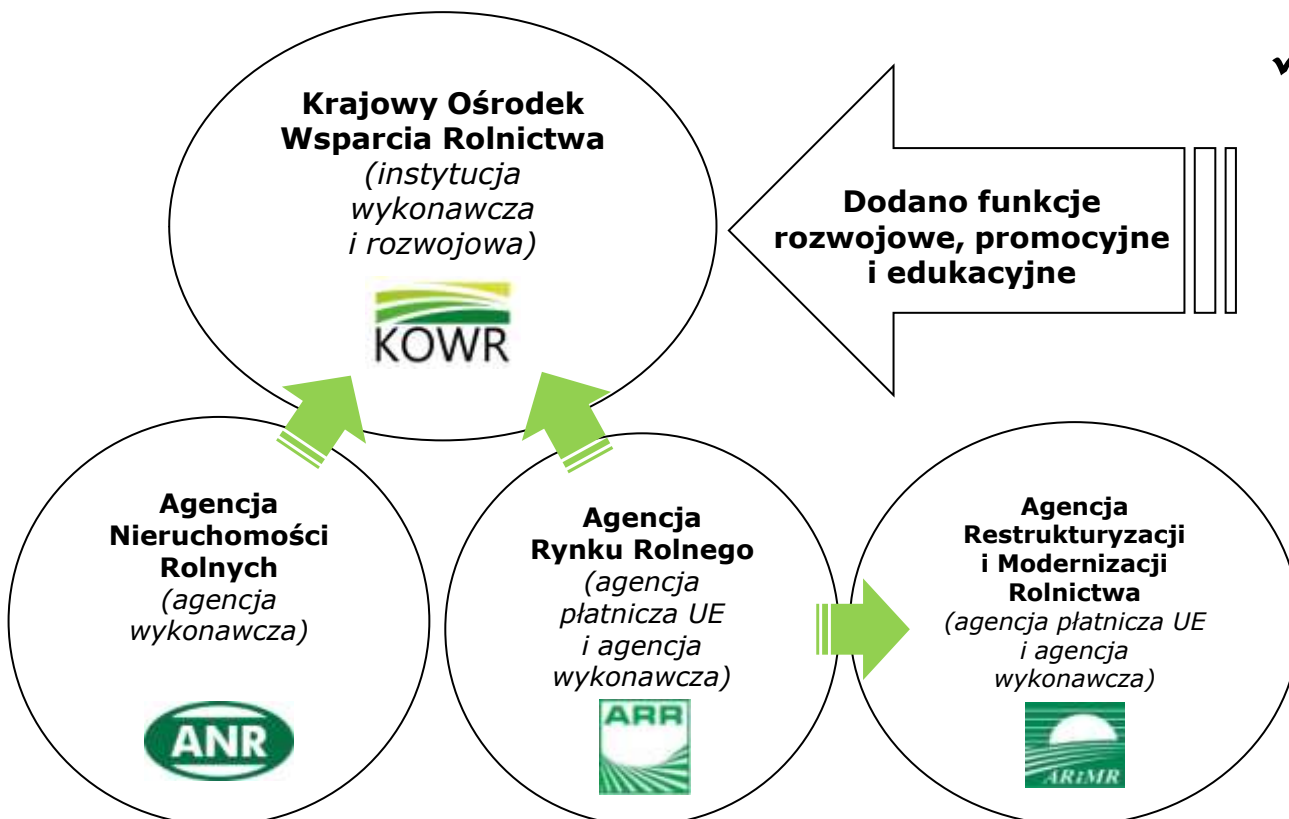 Krajowy Ośrodek
Wsparcia Rolnictwa
(instytucja
wykonawcza
i rozwojowa)
KOWR
Dodano funkcje
rozwojowe, promocyjne
i edukacyjne
Agencja
Nieruchomości
Rolnych
(agencja
wykonawcza)
ANR
Agencja
Rynku Rolnego
(agencja
płatnicza UE
i agencja
wykonawcza)
ARR
Agencja
Restrukturyzacji
i Modernizacji
Rolnictwa
(agencja płatnicza UE
i agencja
wykonawcza)
ARiMR